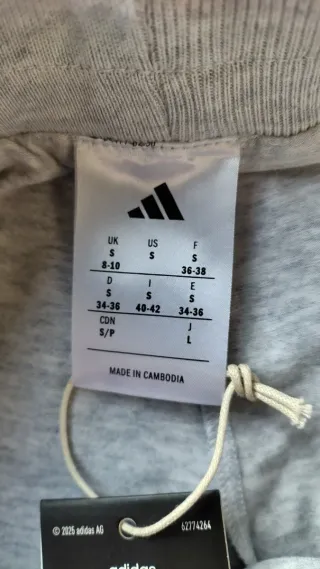 UK US F
S S S
8-10 36-38
D I E
S S S
34-36 40-42 34-36
CDN J
S/P L
MADE IN CAMBODIA
© 2025 adidas AG 62774264
adidas